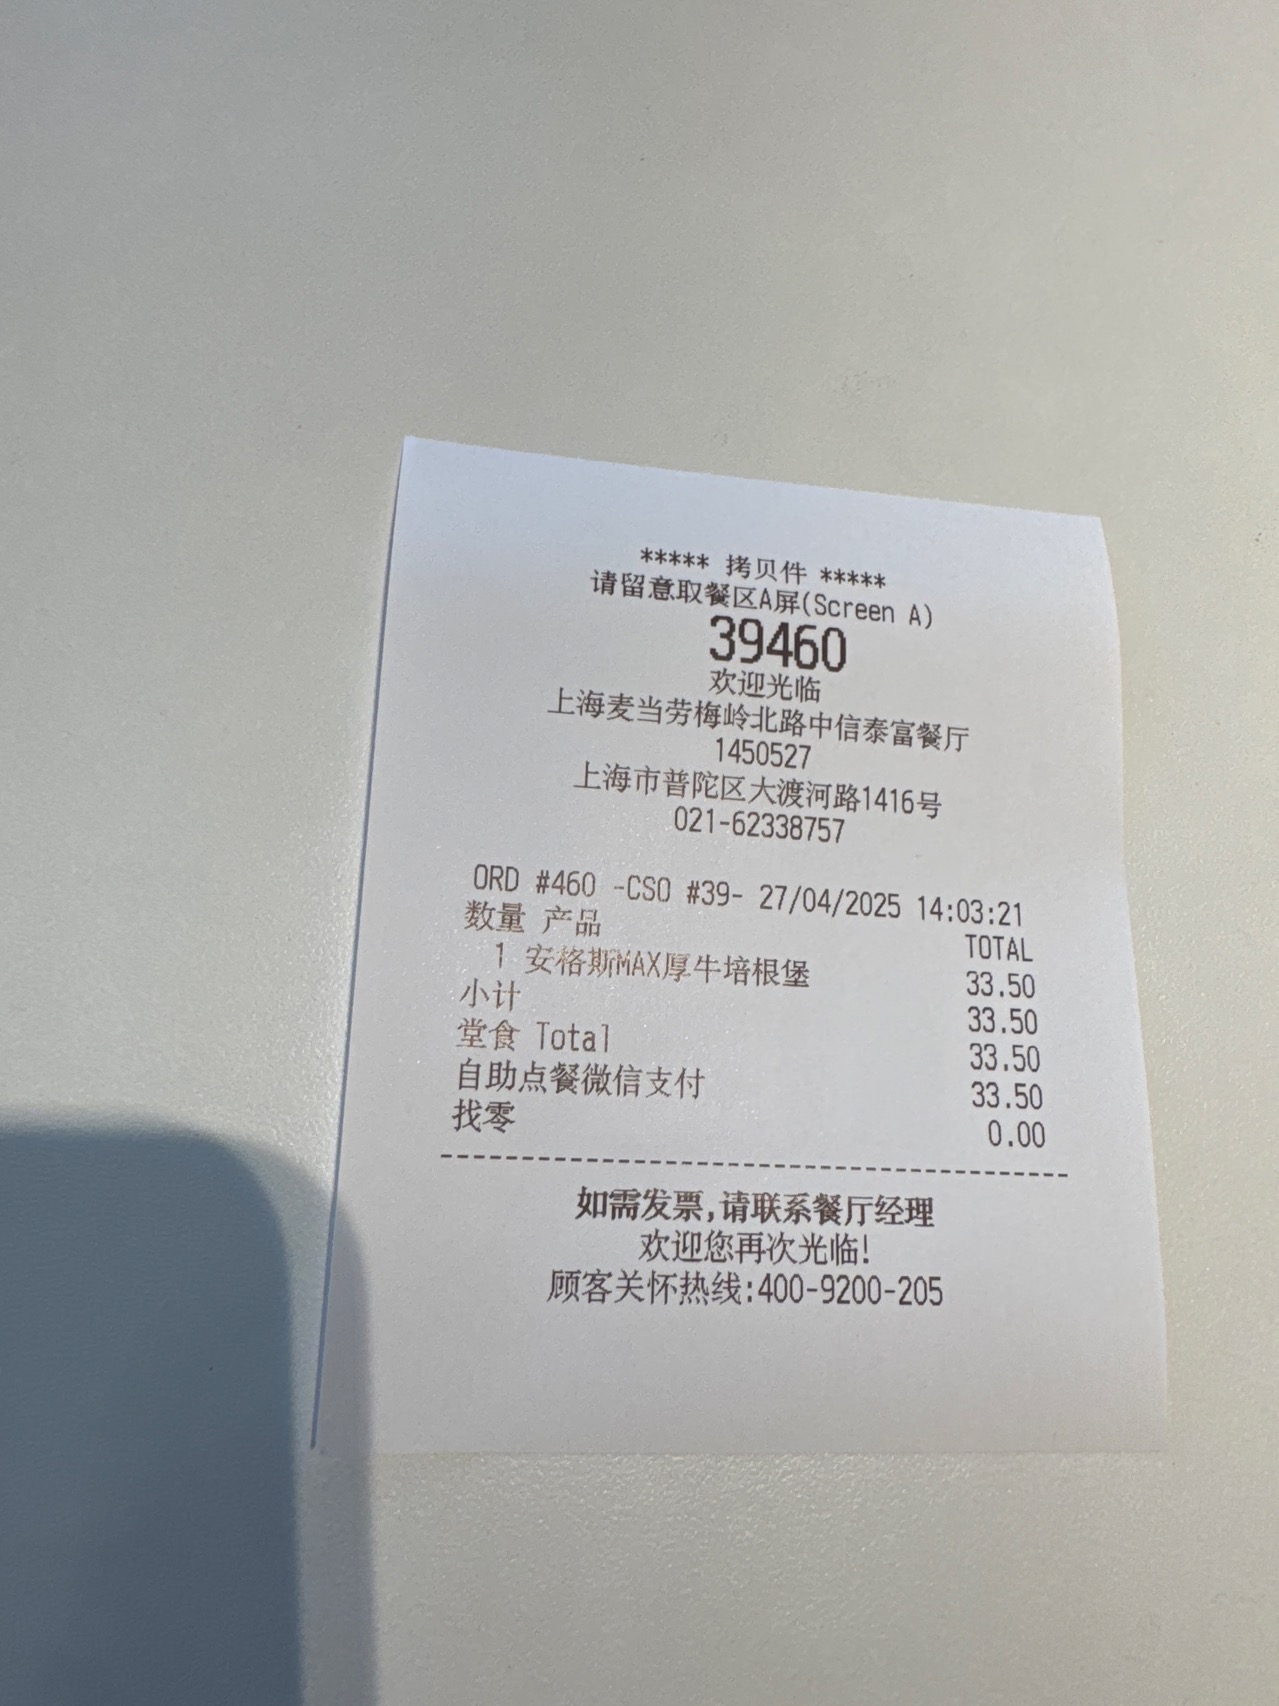 ***** 拷贝件 *****
请留意取餐区A屏(Screen A)
39460
欢迎光临
上海麦当劳梅岭北路中信泰富餐厅
1450527
上海市普陀区大渡河路1416号
021-62338757
ORD #460 -CSO #39- 27/04/2025 14:03:21
数量 产品 TOTAL
1 安格斯MAX厚牛培根堡 33.50
小计 33.50
堂食 Total 33.50
自助点餐微信支付 33.50
找零 0.00
--------------------------------------
如需发票,请联系餐厅经理
欢迎您再次光临!
顾客关怀热线:400-9200-205